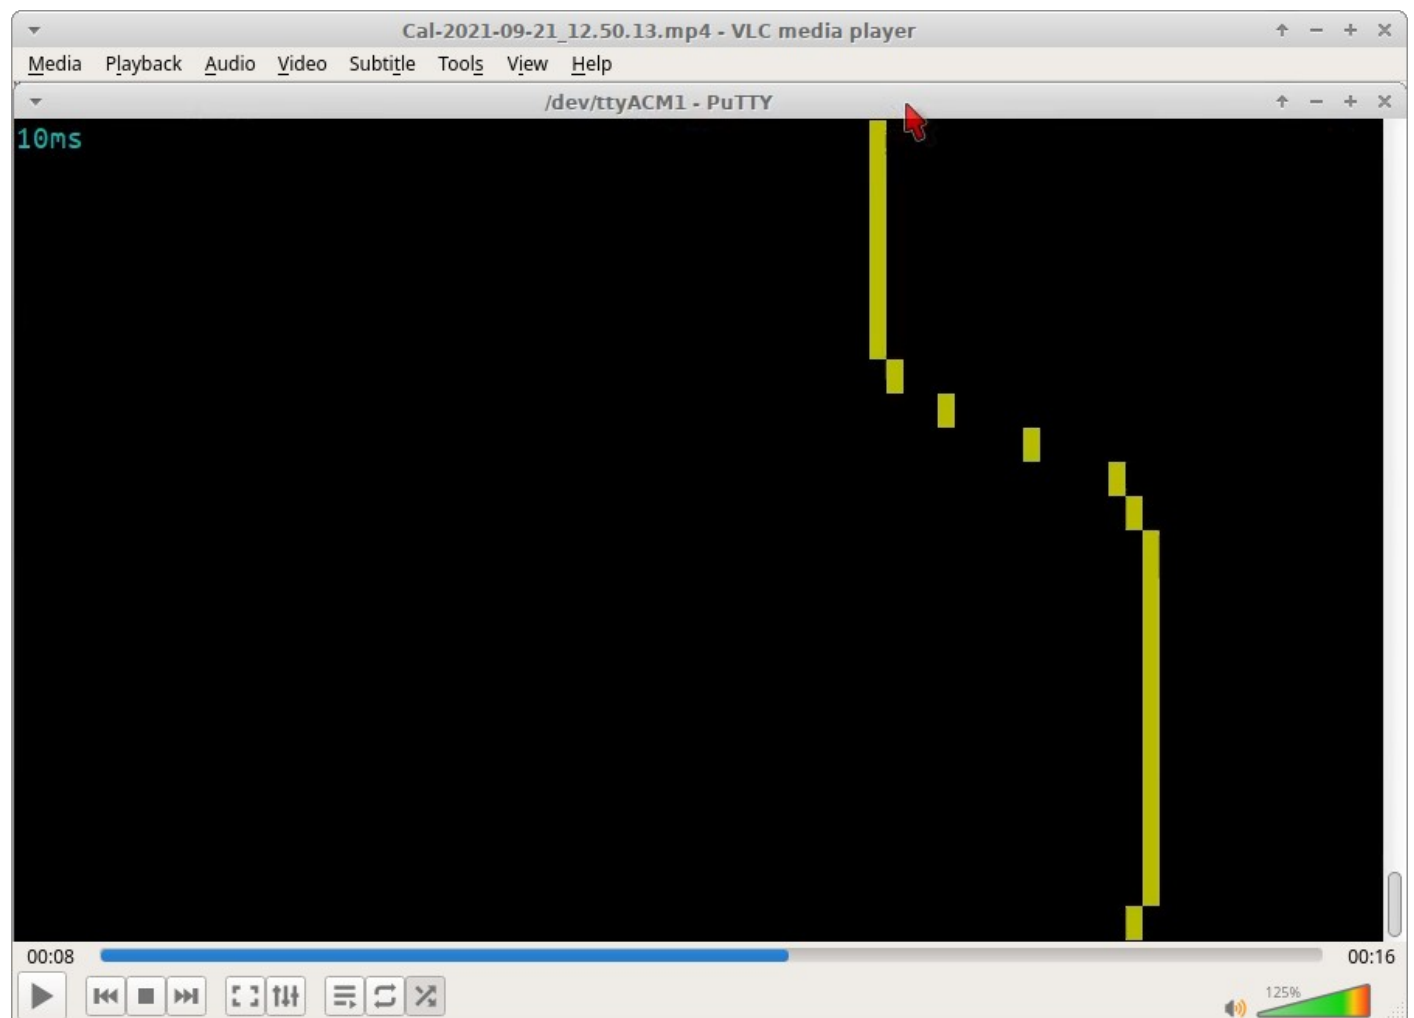 Cal-2021-09-21_12.50.13.mp4 - VLC media player
Media Playback Audio Video Subtitle Tools View Help
/dev/ttyACM1 - PuTTY
10ms
00:08 00:16
125%